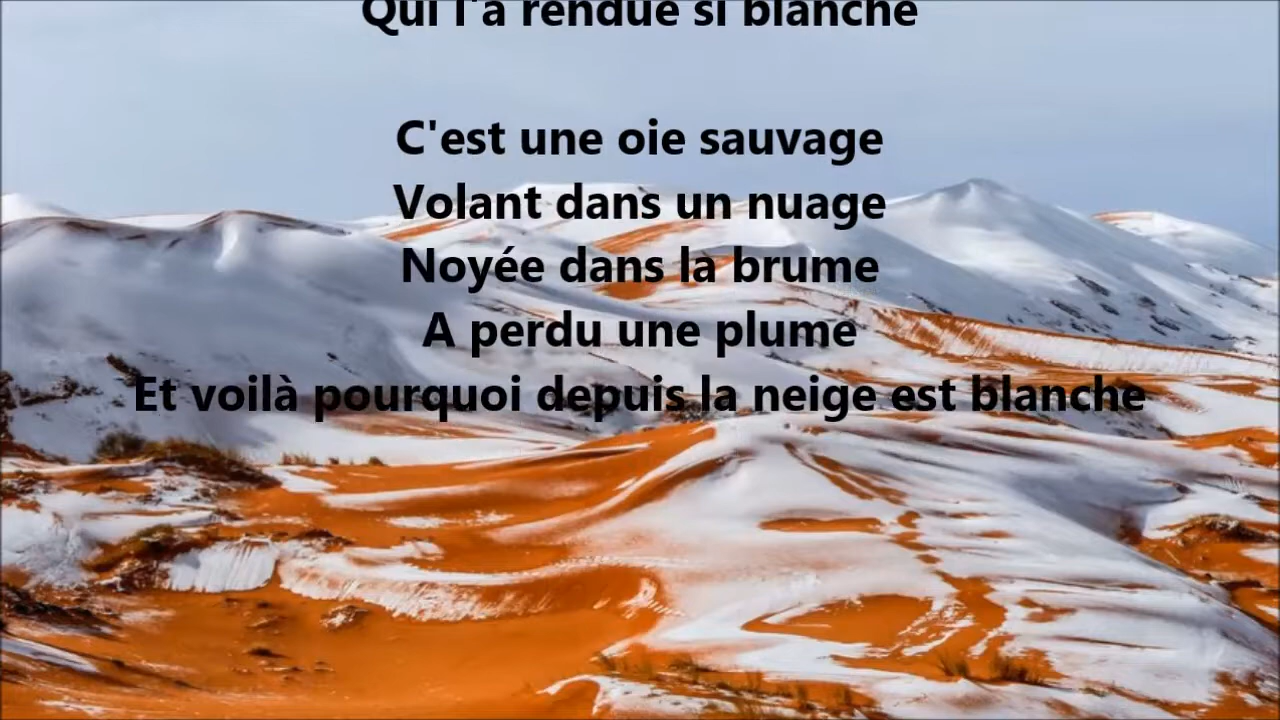 Qui l'a rendue si blanche
C'est une oie sauvage
Volant dans un nuage
Noyée dans la brume
A perdu une plume
Et voilà pourquoi depuis la neige est blanche